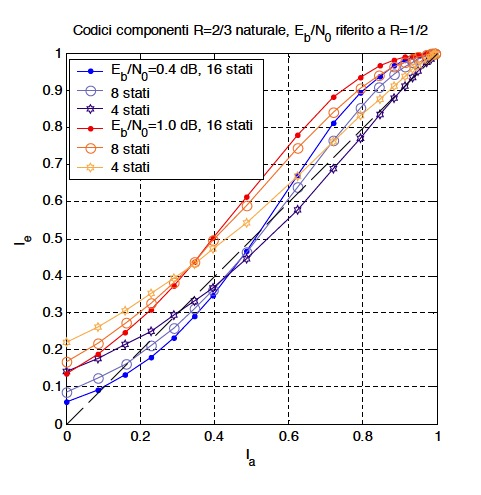 Codici componenti R=2/3 naturale, Eb/N0 riferito a R=1/2
Eb/N0=0.4 dB, 16 stati
8 stati
4 stati
Eb/N0=1.0 dB, 16 stati
8 stati
4 stati
1
0.9
0.8
0.7
0.6
0.5
0.4
0.3
0.2
0.1
0
Ie
0 0.2 0.4 0.6 0.8 1
Ia